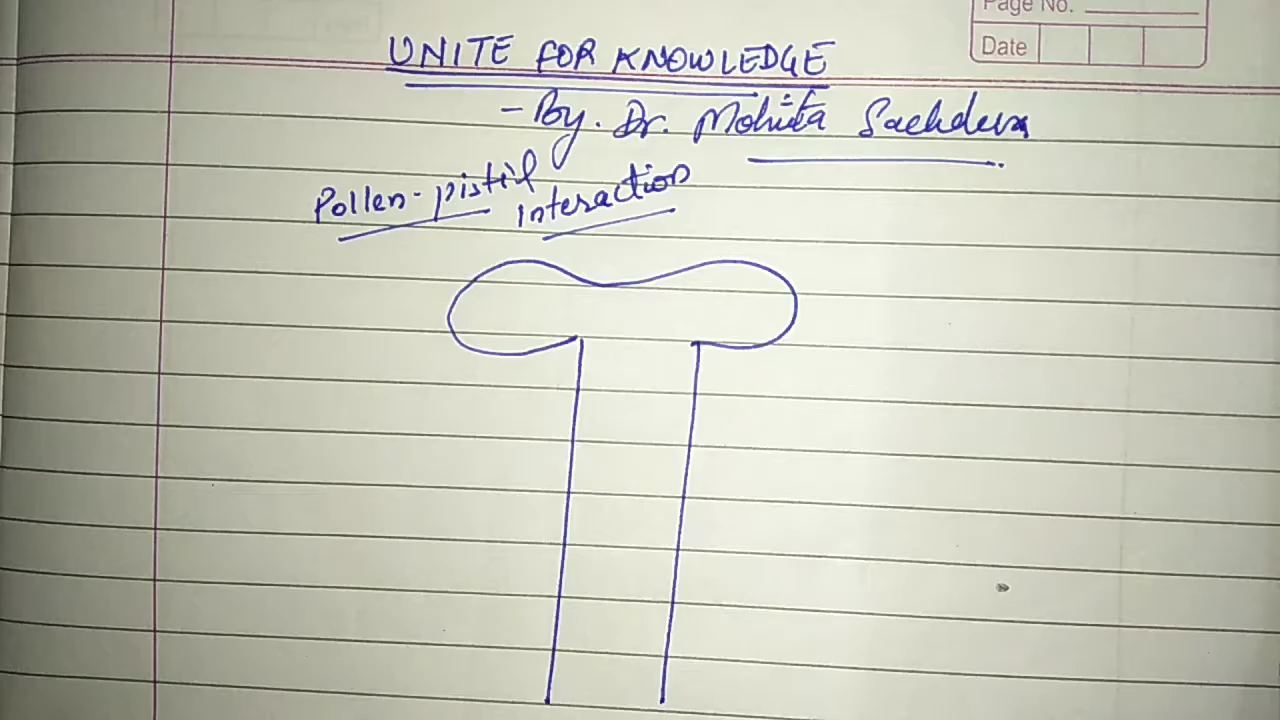 Page No.
Date
UNITE FOR KNOWLEDGE
- By. Dr. Mohita Sachdeva
Pollen-pistil
interaction